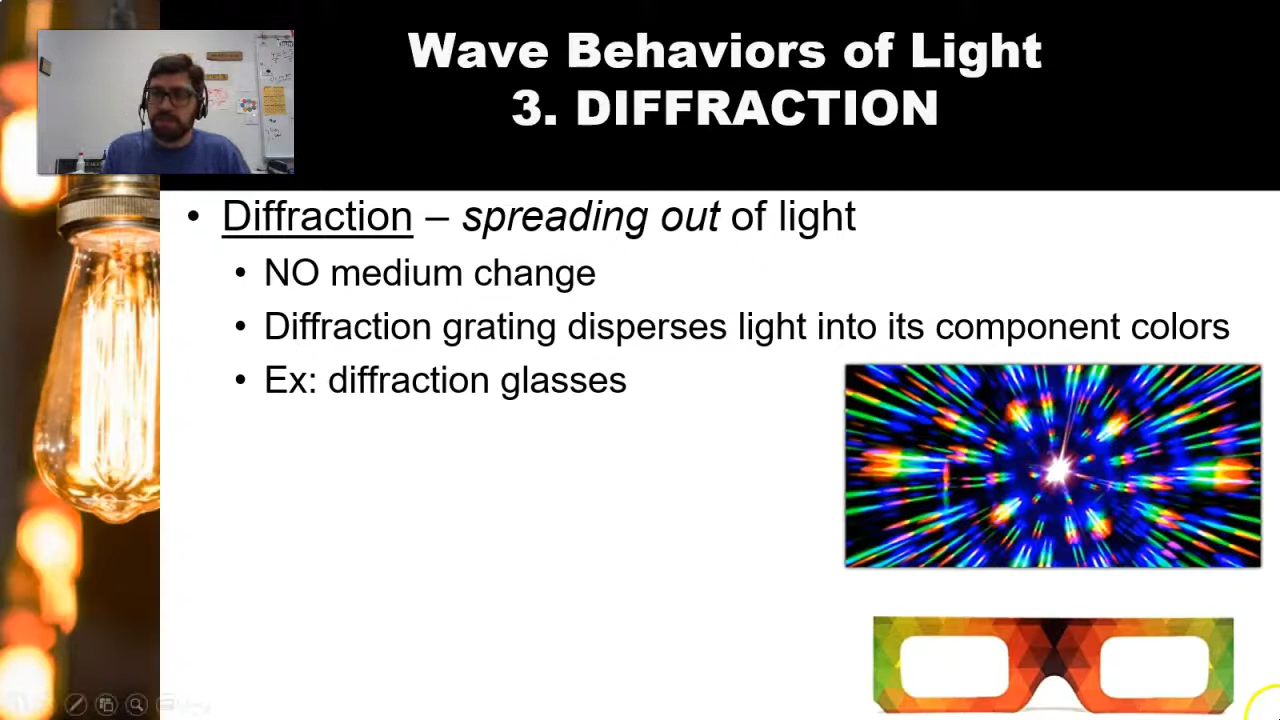 Wave Behaviors of Light
3. DIFFRACTION
• Diffraction – spreading out of light
• NO medium change
• Diffraction grating disperses light into its component colors
• Ex: diffraction glasses